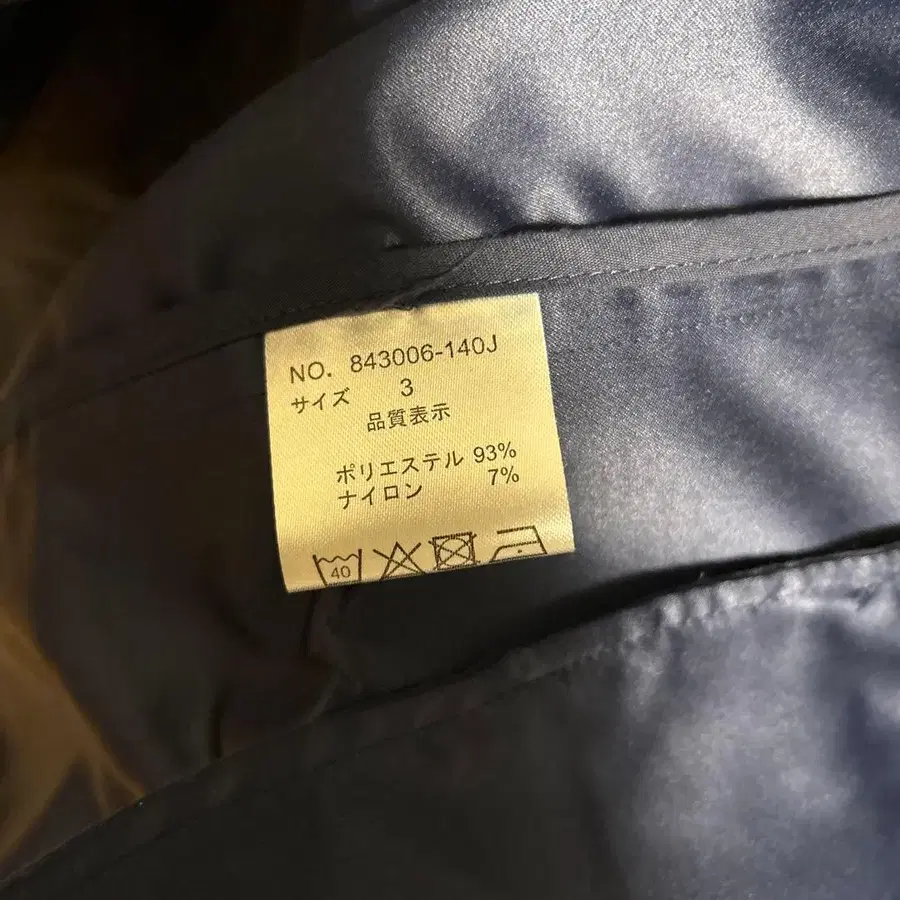 NO. 843006-140J
サイズ 3
品質表示
ポリエステル 93%
ナイロン 7%
40